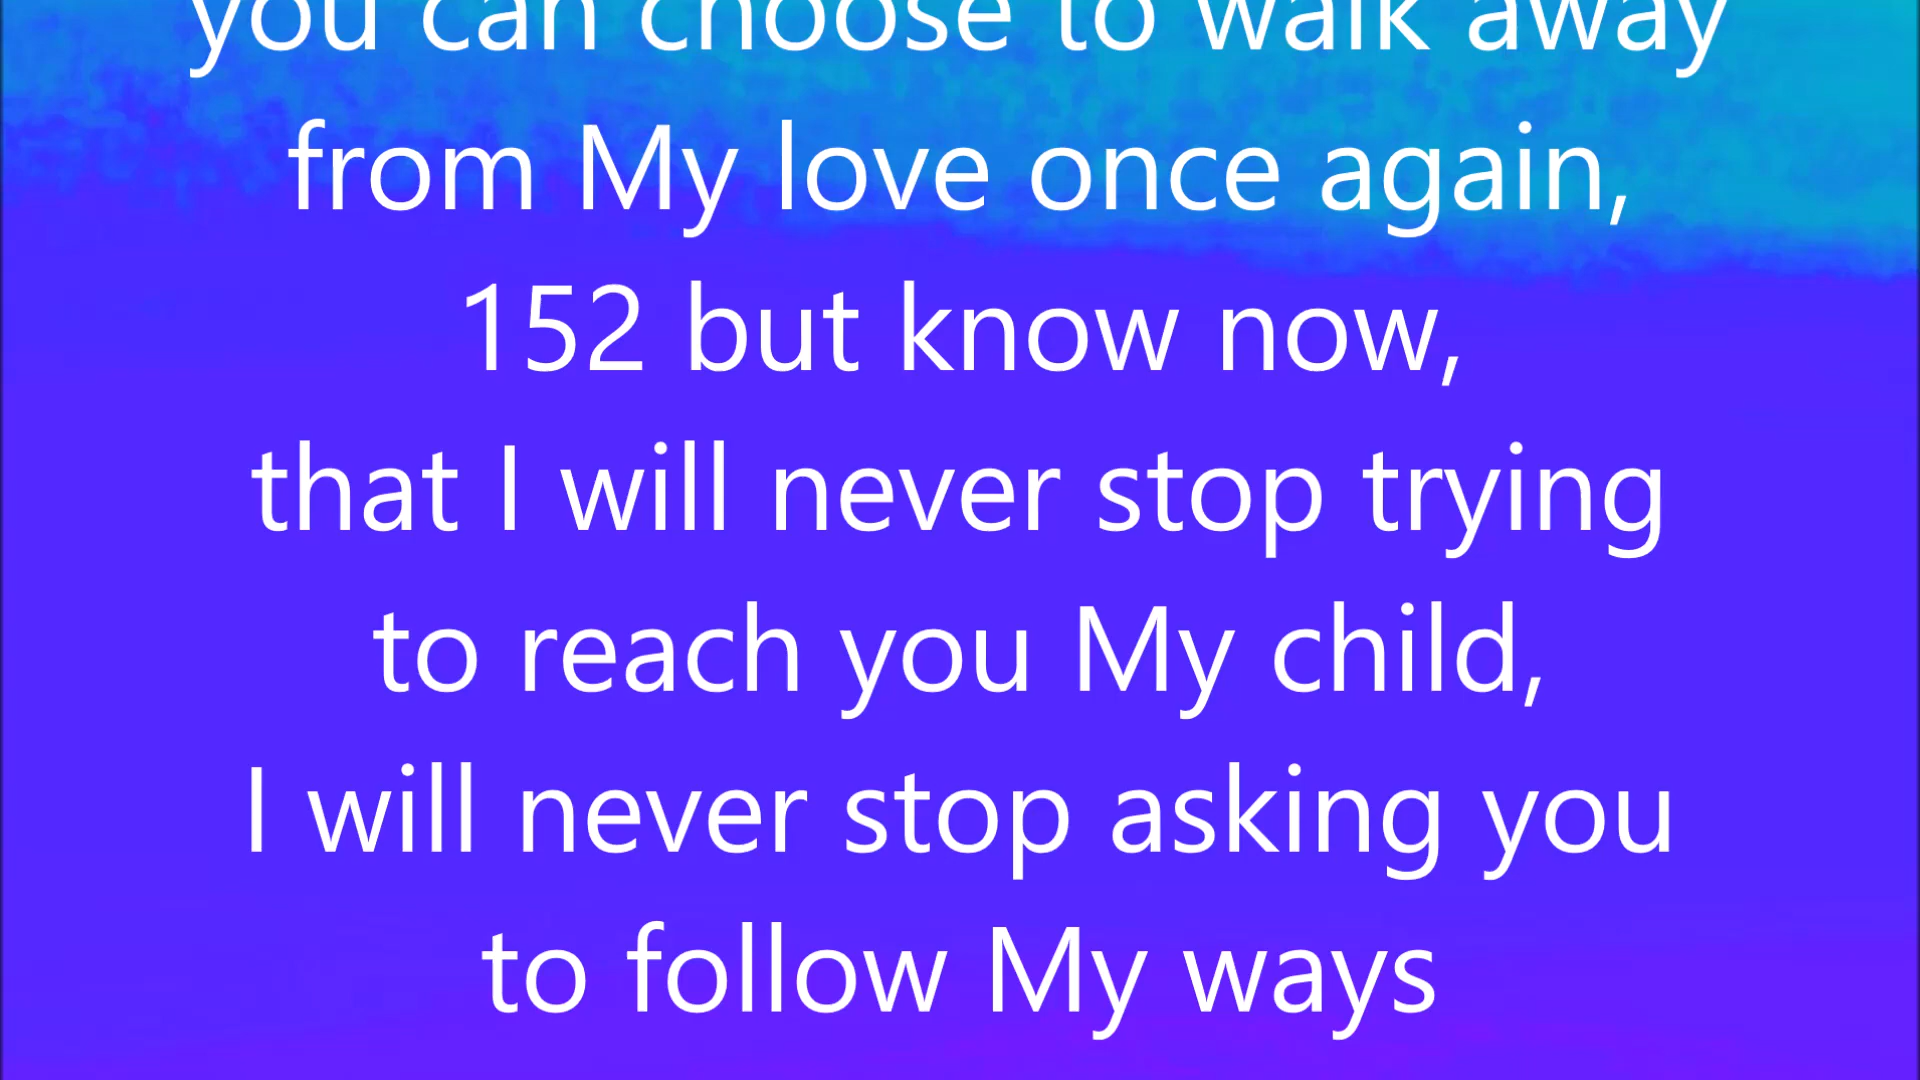 you can choose to walk away
from My love once again,
152 but know now,
that I will never stop trying
to reach you My child,
I will never stop asking you
to follow My ways